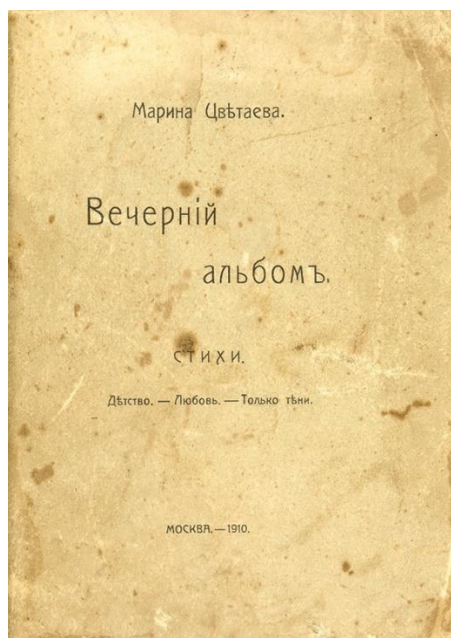 Марина Цвѣтаева.
Вечерній
альбомъ.
СТИХИ.
Дѣтство. — Любовь. — Только тѣни.
МОСКВА. — 1910.